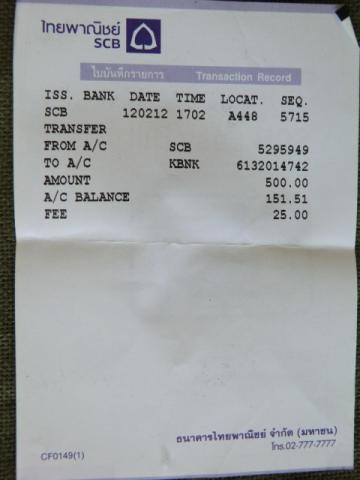 ไทยพาณิชย์
SCB
ใบบันทึกรายการ Transaction Record
ISS. BANK DATE TIME LOCAT. SEQ.
SCB 120212 1702 A448 5715
TRANSFER
FROM A/C SCB 5295949
TO A/C KBNK 6132014742
AMOUNT 500.00
A/C BALANCE 151.51
FEE 25.00
ธนาคารไทยพาณิชย์ จำกัด (มหาชน)
โทร.02-777-7777
CF0149(1)